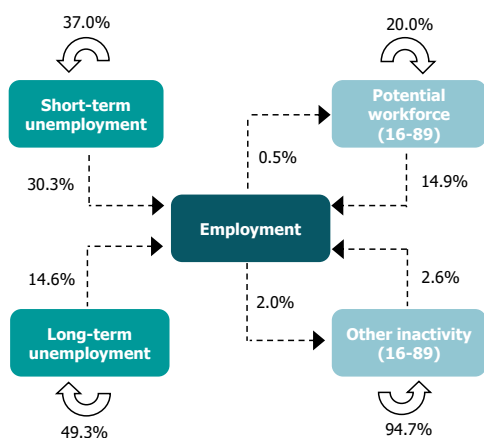 37.0%
20.0%
Short-term
unemployment
Potential
workforce
(16-89)
0.5%
30.3%
14.9%
Employment
14.6%
2.6%
2.0%
Long-term
unemployment
Other inactivity
(16-89)
49.3%
94.7%